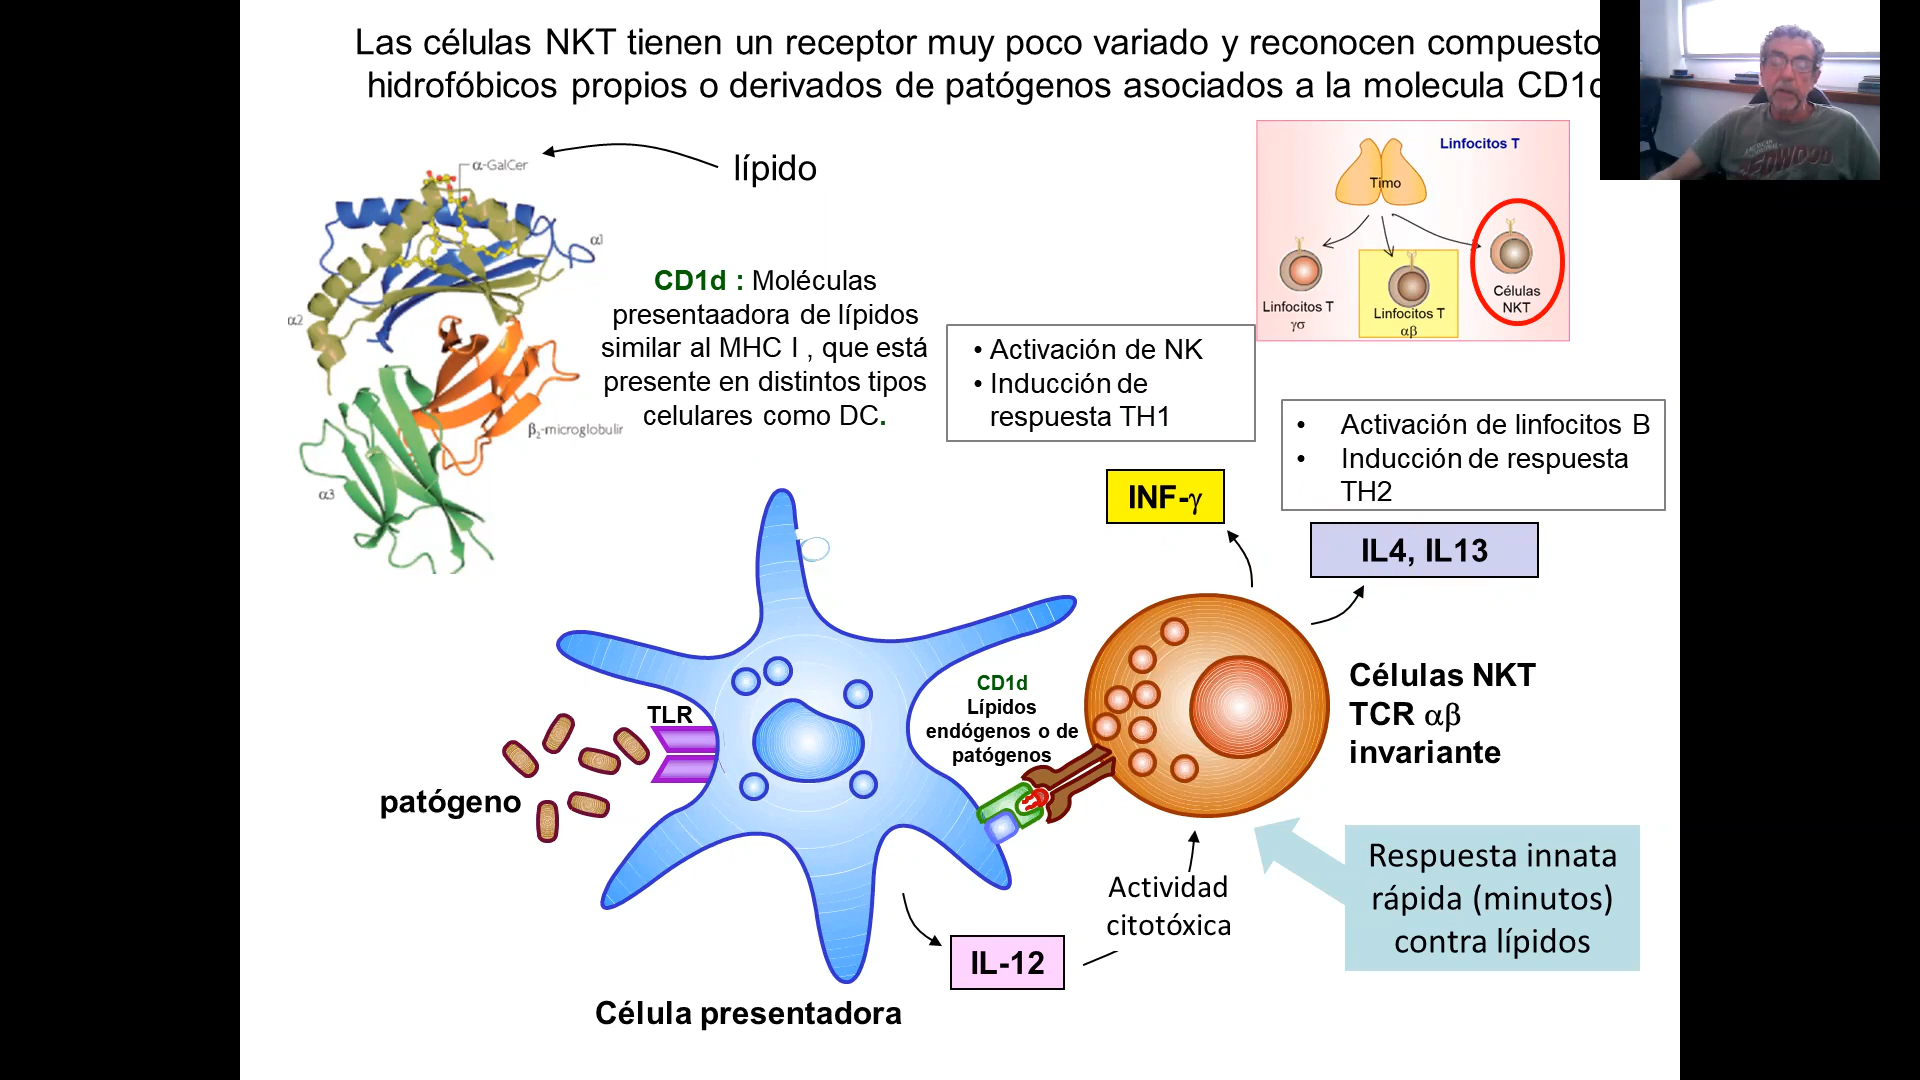 Las células NKT tienen un receptor muy poco variado y reconocen compuesto
hidrofóbicos propios o derivados de patógenos asociados a la molecula CD1d
α-GalCer
lípido
α1
α2
β2-microglobulir
α3
CD1d : Moléculas
presentaadora de lípidos
similar al MHC I , que está
presente en distintos tipos
celulares como DC.
Linfocitos T
Timo
Linfocitos T
γσ
Linfocitos T
αβ
Células
NKT
• Activación de NK
• Inducción de
respuesta TH1
• Activación de linfocitos B
• Inducción de respuesta
TH2
INF-γ
IL4, IL13
CD1d
Lípidos
endógenos o de
patógenos
TLR
patógeno
Células NKT
TCR αβ
invariante
Actividad
citotóxica
IL-12
Respuesta innata
rápida (minutos)
contra lípidos
Célula presentadora
AMERICAN
REDWOOD